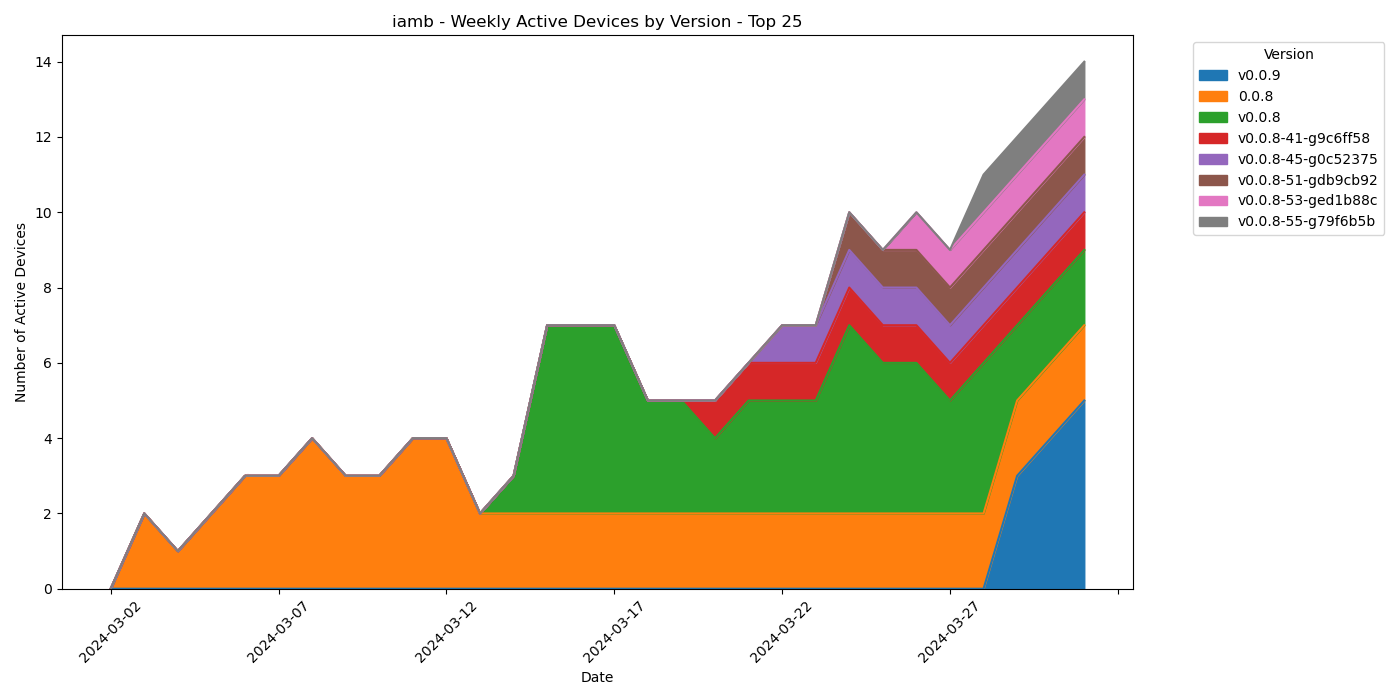 iamb - Weekly Active Devices by Version - Top 25
Number of Active Devices
14
12
10
8
6
4
2
0
2024-03-02
2024-03-07
2024-03-12
2024-03-17
2024-03-22
2024-03-27
Date
Version
v0.0.9
0.0.8
v0.0.8
v0.0.8-41-g9c6ff58
v0.0.8-45-g0c52375
v0.0.8-51-gdb9cb92
v0.0.8-53-ged1b88c
v0.0.8-55-g79f6b5b